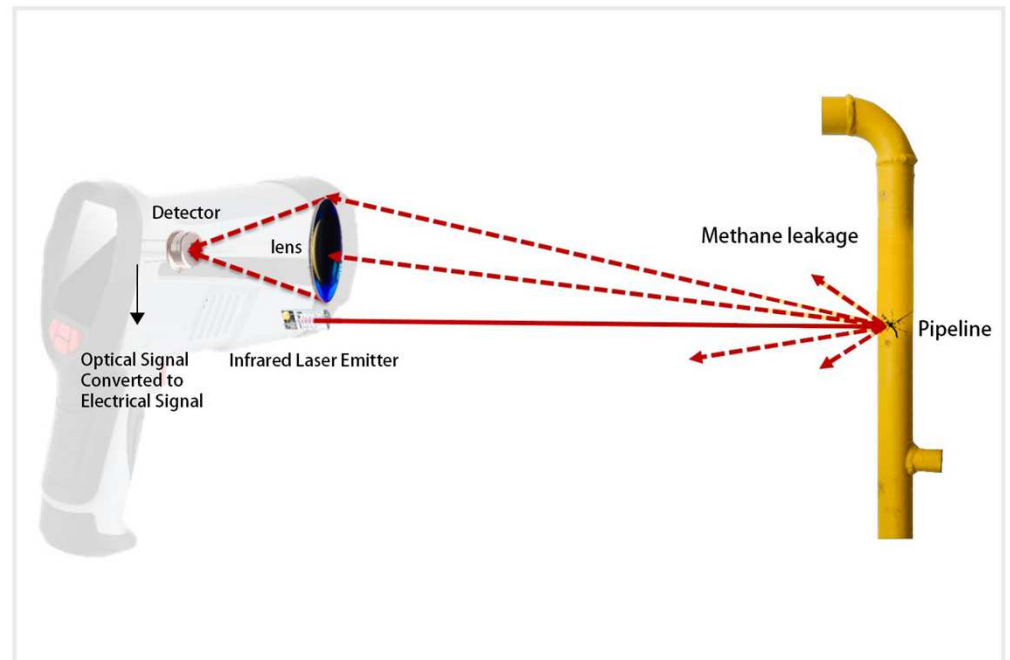 Detector
lens
Methane leakage
Pipeline
Optical Signal
Converted to
Electrical Signal
Infrared Laser Emitter